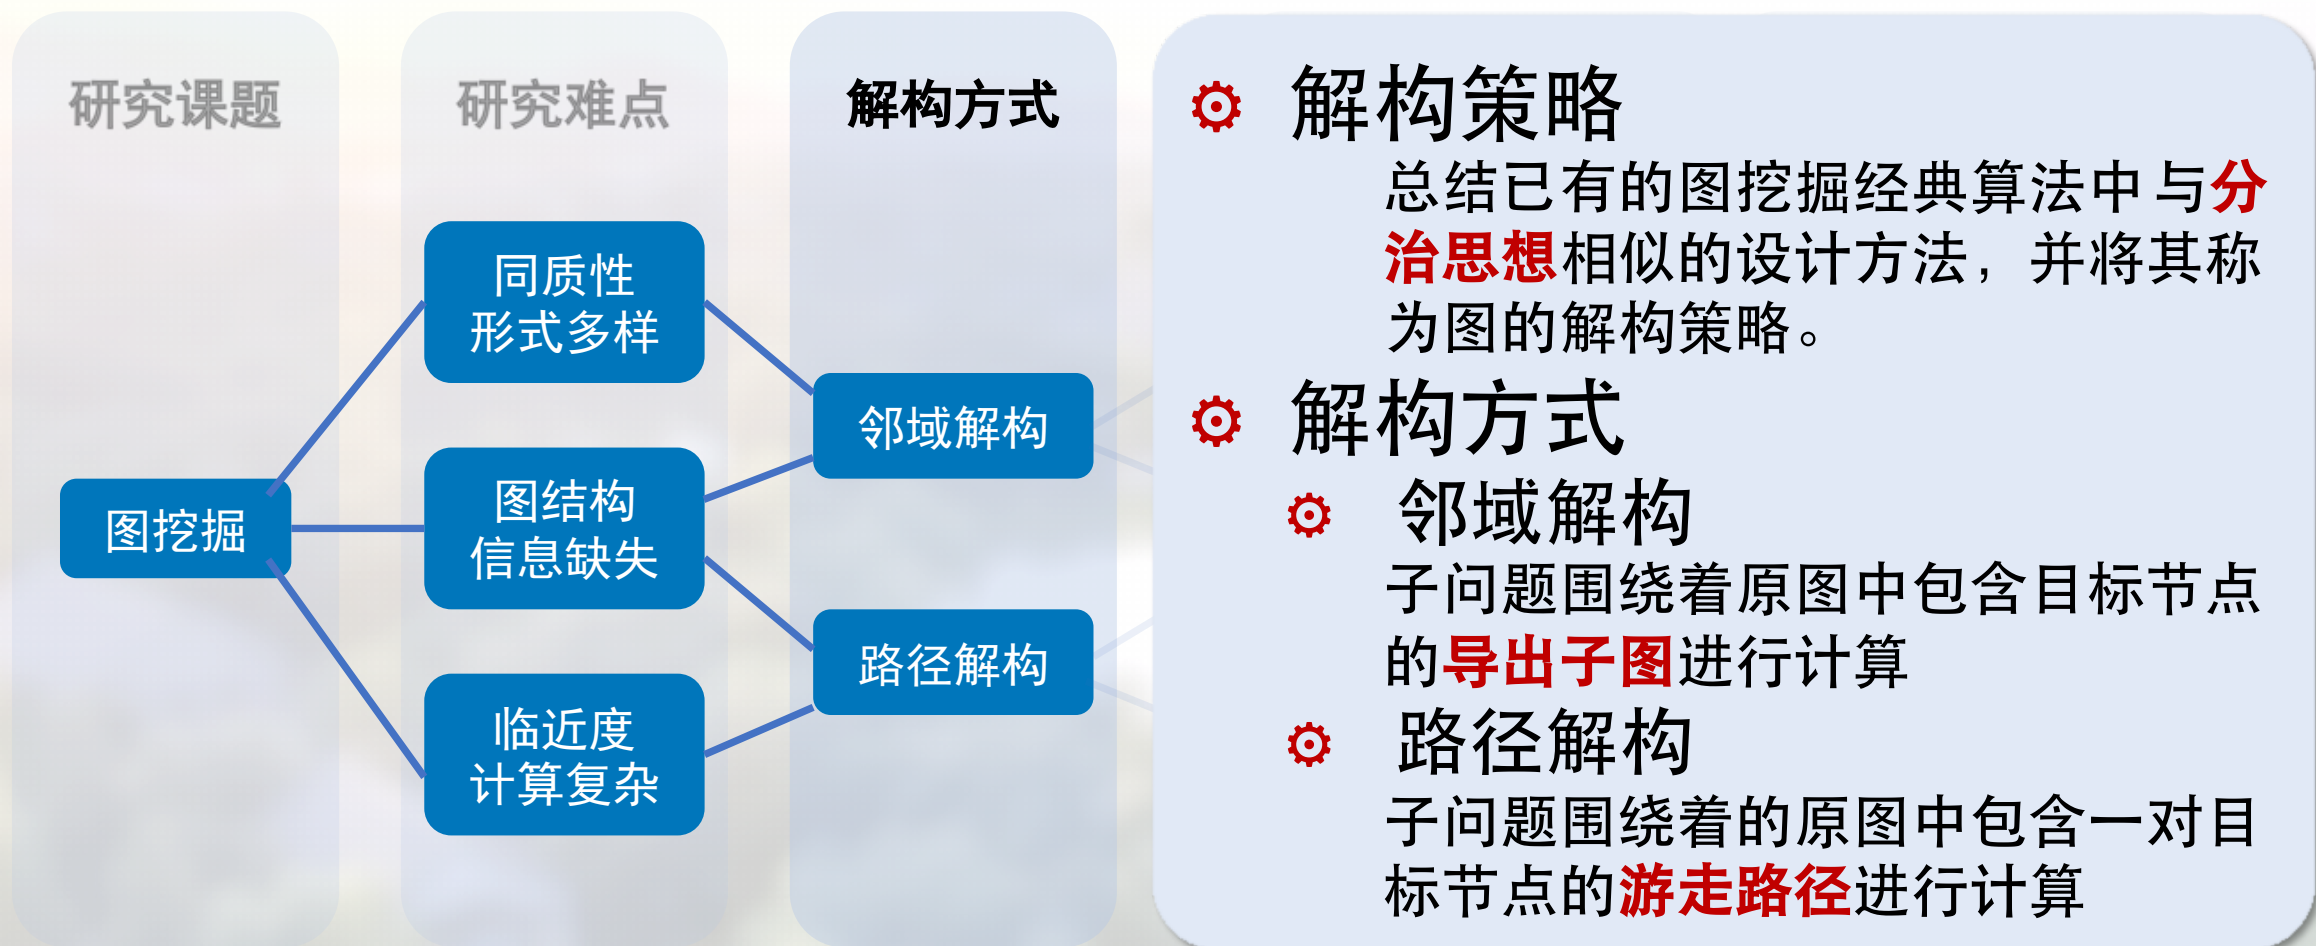 研究课题
研究难点
解构方式
图挖掘
同质性
形式多样
图结构
信息缺失
临近度
计算复杂
邻域解构
路径解构
解构策略
总结已有的图挖掘经典算法中与分
治思想相似的设计方法，并将其称
为图的解构策略。
解构方式
邻域解构
子问题围绕着原图中包含目标节点
的导出子图进行计算
路径解构
子问题围绕着的原图中包含一对目
标节点的游走路径进行计算